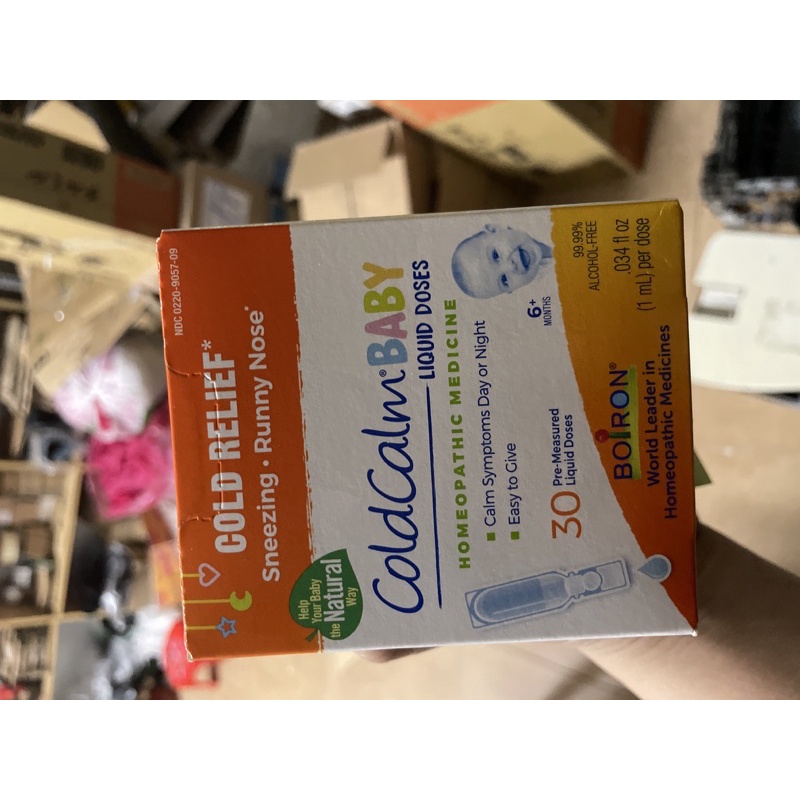 NDC 0220-9057-09
COLD RELIEF*
Sneezing • Runny Nose*
Help
Your Baby
the Natural
Way
ColdCalm® BABY
LIQUID DOSES
HOMEOPATHIC MEDICINE
Calm Symptoms Day or Night
Easy to Give
6+
MONTHS
30 Pre-Measured
Liquid Doses
99.99%
ALCOHOL-FREE
.034 fl oz
(1 mL) per dose
BOIRON®
World Leader in
Homeopathic Medicines